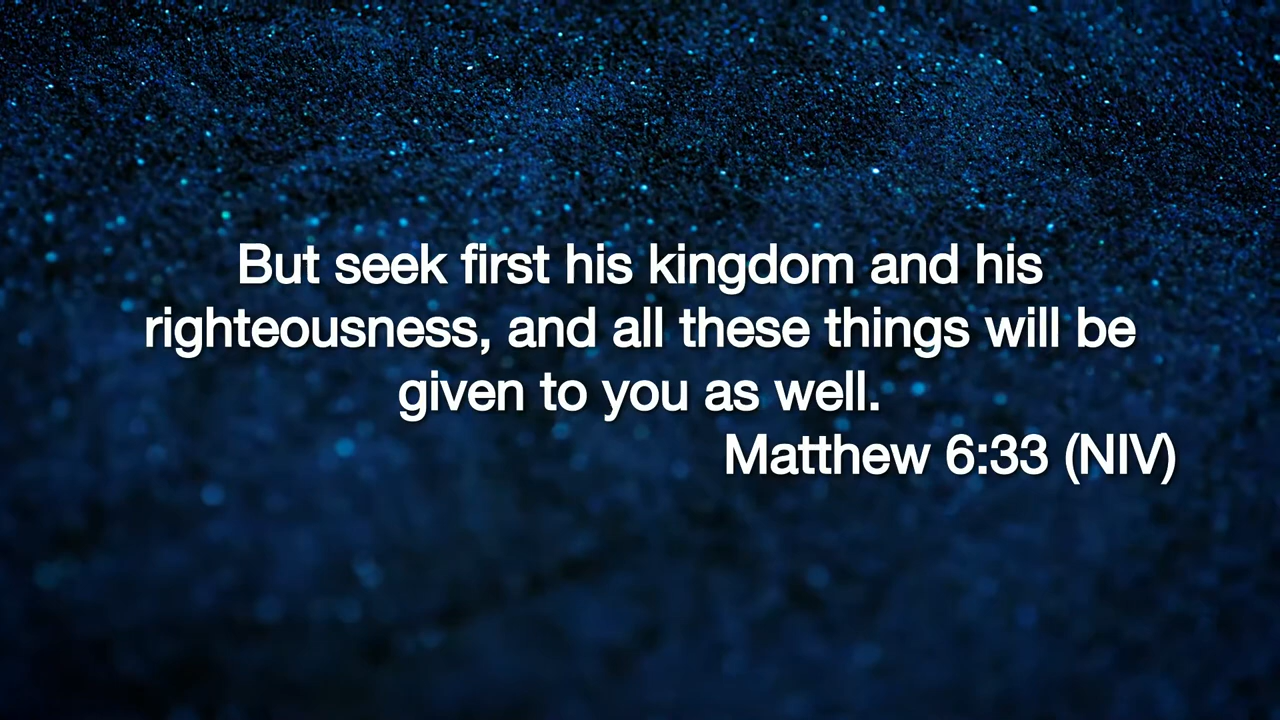 But seek first his kingdom and his
righteousness, and all these things will be
given to you as well.
Matthew 6:33 (NIV)